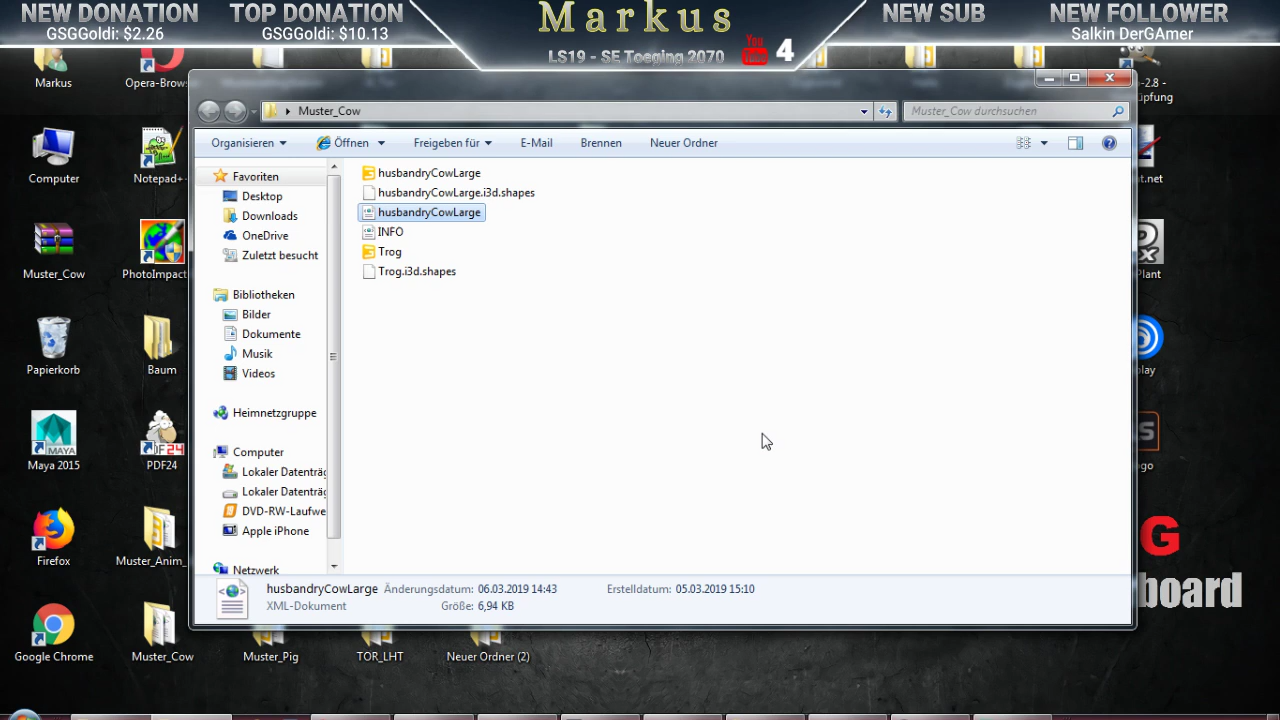 NEW DONATION
GSGGoldi: $2.26
TOP DONATION
GSGGoldi: $10.13
Markus
LS19 - SE Toeging 2070
You
4
NEW SUB
NEW FOLLOWER
Salkin DerGAmer
Markus
Opera-Brow
-2.8 -
Muster_Cow
Muster_Cow durchsuchen
Organisieren
Öffnen
Freigeben für
E-Mail
Brennen
Neuer Ordner
Favoriten
Desktop
Downloads
OneDrive
Zuletzt besucht
Bibliotheken
Bilder
Dokumente
Musik
Videos
Heimnetzgruppe
Computer
Lokaler Datenträg
Lokaler Datenträg
DVD-RW-Laufwe
Apple iPhone
Netzwerk
husbandryCowLarge
husbandryCowLarge.i3d.shapes
husbandryCowLarge
INFO
Trog
Trog.i3d.shapes
husbandryCowLarge
Änderungsdatum: 06.03.2019 14:43
Erstelldatum: 05.03.2019 15:10
XML-Dokument
Größe: 6,94 KB
Computer
Notepad+
Muster_Cow
PhotoImpact
Papierkorb
Baum
Maya 2015
MAYA
PDF24
Firefox
Muster_Anim_
Google Chrome
Muster_Cow
Muster_Pig
TOR_LHT
Neuer Ordner (2)
Plant
play
G
board